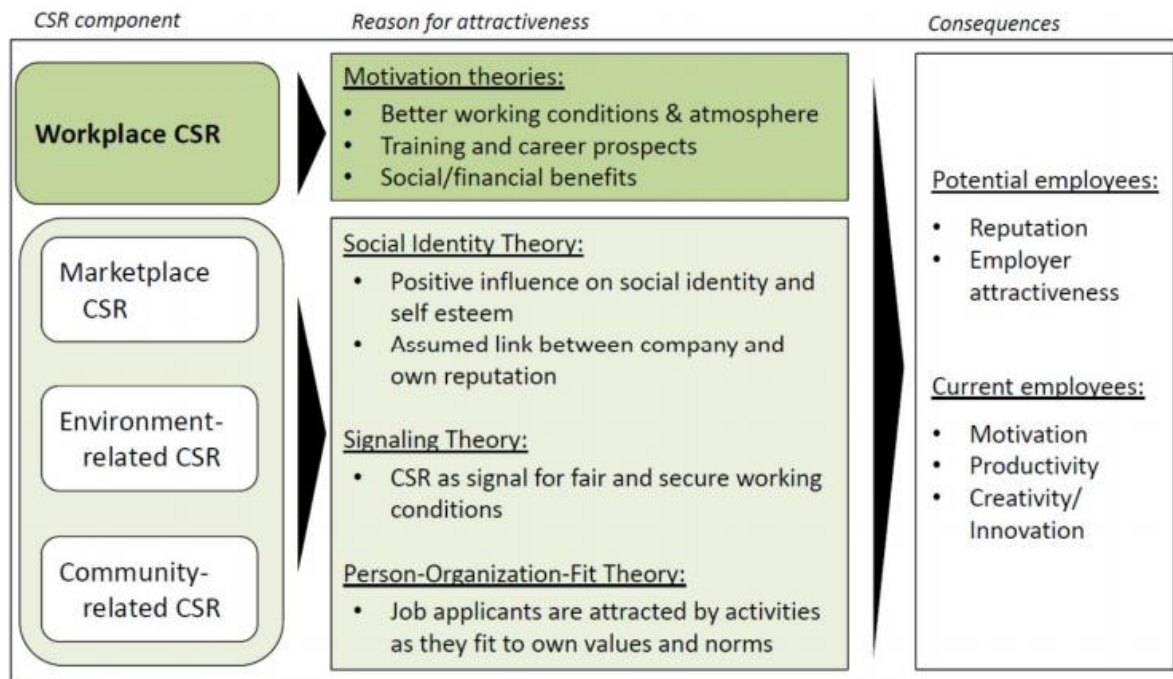 CSR component
Reason for attractiveness
Consequences
Workplace CSR
Motivation theories:
• Better working conditions & atmosphere
• Training and career prospects
• Social/financial benefits
Marketplace
CSR
Environment-
related CSR
Community-
related CSR
Social Identity Theory:
• Positive influence on social identity and
self esteem
• Assumed link between company and
own reputation
Signaling Theory:
• CSR as signal for fair and secure working
conditions
Person-Organization-Fit Theory:
• Job applicants are attracted by activities
as they fit to own values and norms
Potential employees:
• Reputation
• Employer
attractiveness
Current employees:
• Motivation
• Productivity
• Creativity/
Innovation